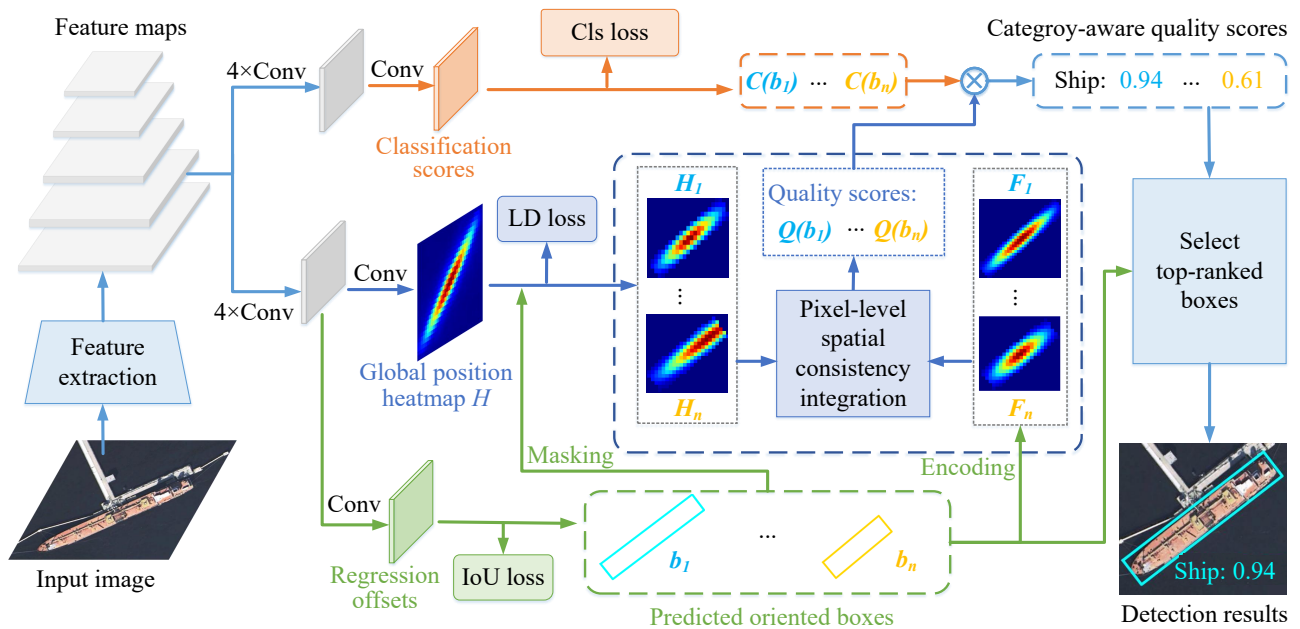 Feature maps
4×Conv
Conv
Cls loss
Classification
scores
C(b1) ... C(bn)
Categroy-aware quality scores
Ship: 0.94 ... 0.61
4×Conv
Conv
LD loss
Global position
heatmap H
H1
⋮
Hn
Quality scores:
Q(b1) ... Q(bn)
Pixel-level
spatial
consistency
integration
F1
⋮
Fn
Select
top-ranked
boxes
Feature
extraction
Input image
Masking
Encoding
Conv
Regression
offsets
IoU loss
b1 ... bn
Predicted oriented boxes
Ship: 0.94
Detection results